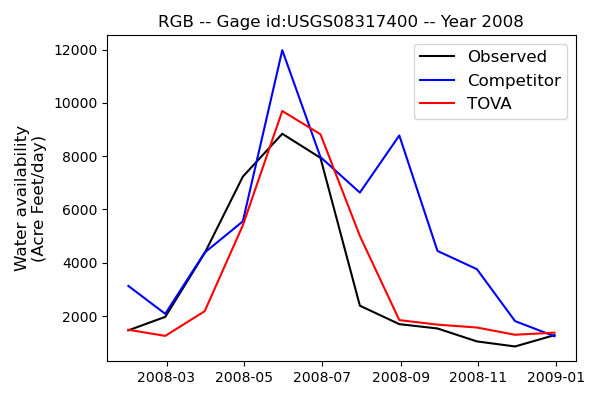 RGB -- Gage id:USGS08317400 -- Year 2008
Water availability
(Acre Feet/day)
12000
10000
8000
6000
4000
2000
Observed
Competitor
TOVA
2008-03
2008-05
2008-07
2008-09
2008-11
2009-01